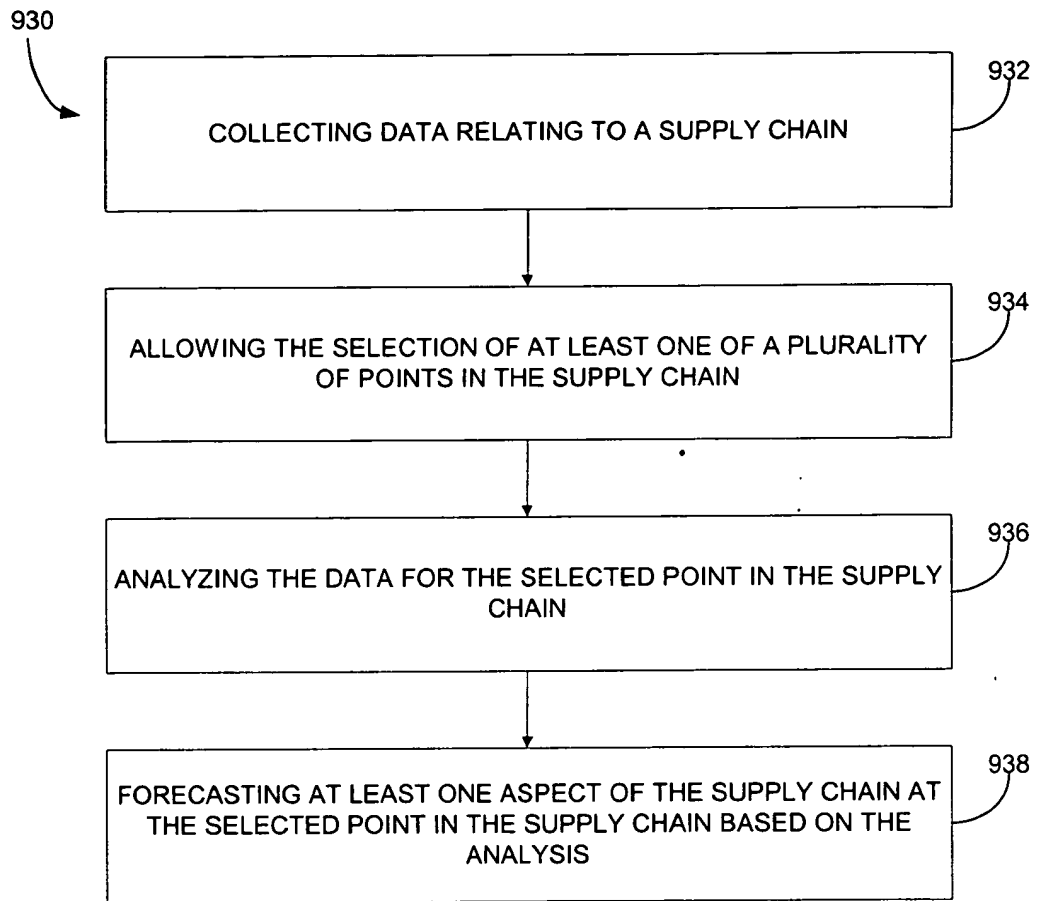 930
932
COLLECTING DATA RELATING TO A SUPPLY CHAIN
934
ALLOWING THE SELECTION OF AT LEAST ONE OF A PLURALITY
OF POINTS IN THE SUPPLY CHAIN
936
ANALYZING THE DATA FOR THE SELECTED POINT IN THE SUPPLY
CHAIN
938
FORECASTING AT LEAST ONE ASPECT OF THE SUPPLY CHAIN AT
THE SELECTED POINT IN THE SUPPLY CHAIN BASED ON THE
ANALYSIS